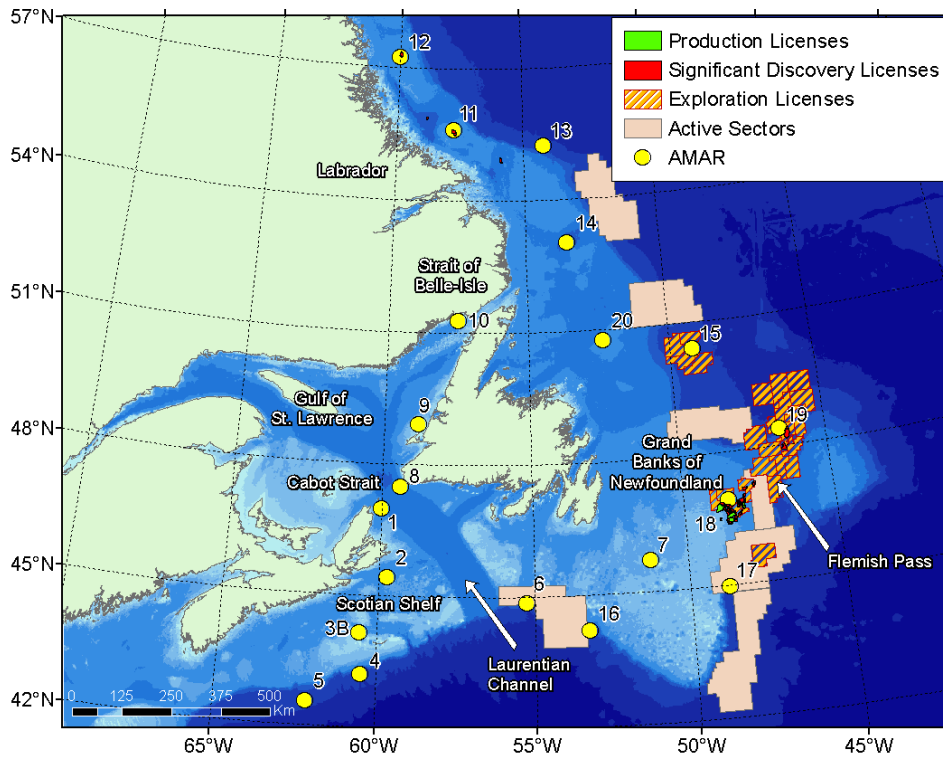 57°N
54°N
51°N
48°N
45°N
42°N
Production Licenses
Significant Discovery Licenses
Exploration Licenses
Active Sectors
AMAR
12
11
13
Labrador
14
Strait of
Belle-Isle
10
20
15
Gulf of
St. Lawrence
9
19
Grand
Banks of
Newfoundland
Cabot Strait
8
1
18
7
Flemish Pass
2
17
6
Scotian Shelf
16
3B
4
5
Laurentian
Channel
0 125 250 375 500
Km
65°W
60°W
55°W
50°W
45°W